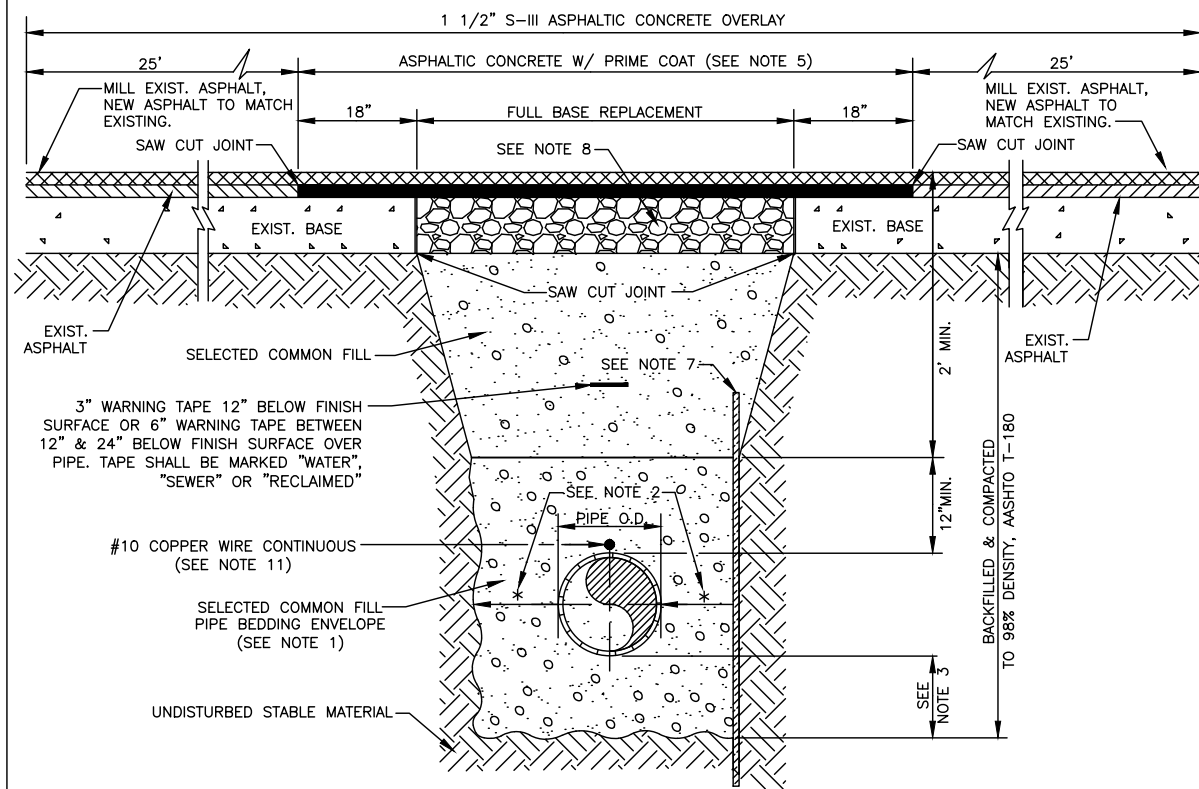 1 1/2" S-III ASPHALTIC CONCRETE OVERLAY
25'
ASPHALTIC CONCRETE W/ PRIME COAT (SEE NOTE 5)
25'
MILL EXIST. ASPHALT,
NEW ASPHALT TO MATCH
EXISTING.
18"
FULL BASE REPLACEMENT
18"
MILL EXIST. ASPHALT,
NEW ASPHALT TO
MATCH EXISTING.
SAW CUT JOINT
SEE NOTE 8
SAW CUT JOINT
EXIST. BASE
EXIST. BASE
SAW CUT JOINT
EXIST.
ASPHALT
EXIST.
ASPHALT
SELECTED COMMON FILL
SEE NOTE 7
2' MIN.
3" WARNING TAPE 12" BELOW FINISH
SURFACE OR 6" WARNING TAPE BETWEEN
12" & 24" BELOW FINISH SURFACE OVER
PIPE. TAPE SHALL BE MARKED "WATER",
"SEWER" OR "RECLAIMED"
SEE NOTE 2
PIPE O.D.
12"MIN.
#10 COPPER WIRE CONTINUOUS
(SEE NOTE 11)
*
*
SELECTED COMMON FILL
PIPE BEDDING ENVELOPE
(SEE NOTE 1)
BACKFILLED & COMPACTED
TO 98% DENSITY, AASHTO T-180
SEE
NOTE 3
UNDISTURBED STABLE MATERIAL